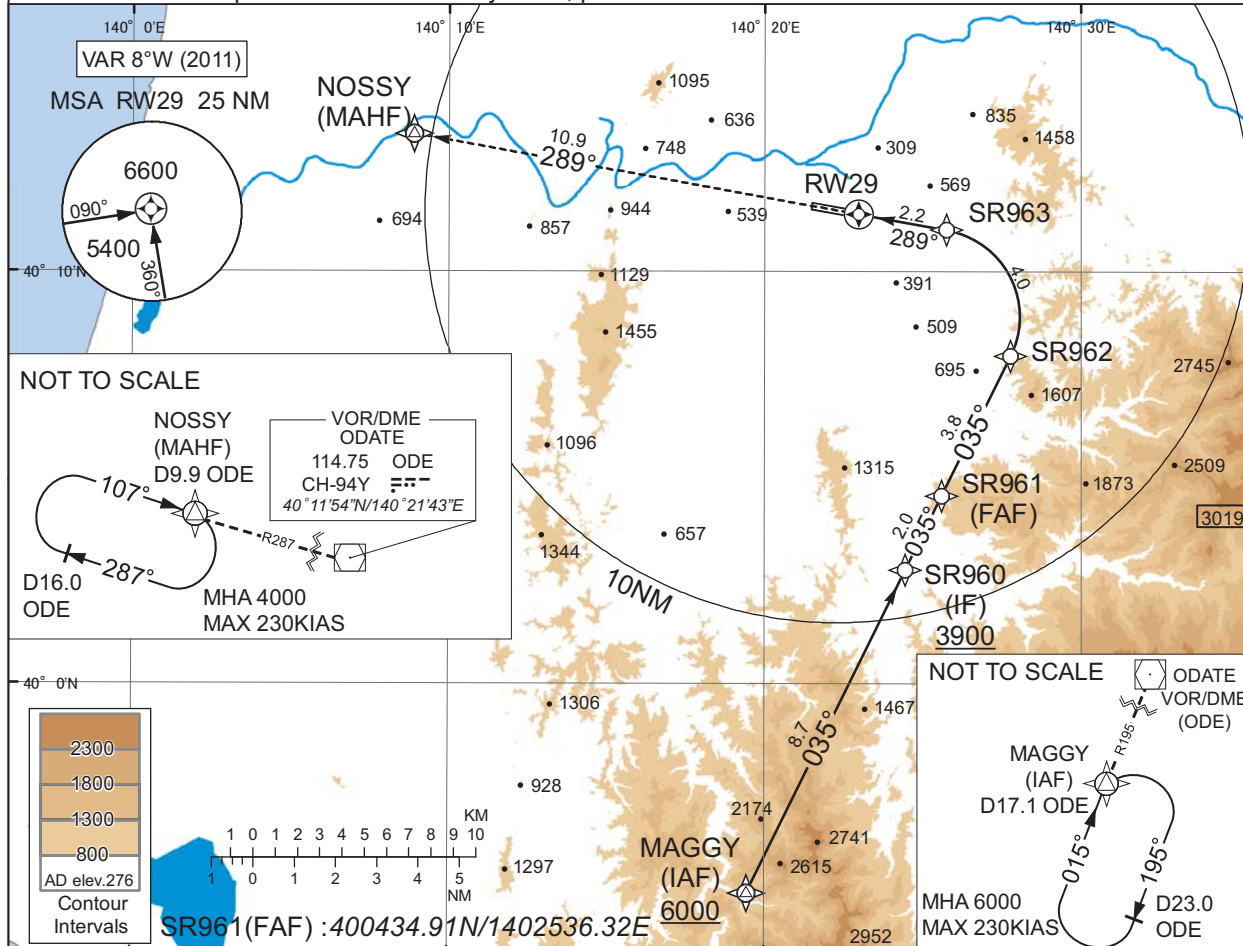 140° 0'E
140° 10'E
140° 20'E
140° 30'E
VAR 8°W (2011)
MSA RW29 25 NM
6600
090°
5400
360°
NOSSY
(MAHF)
10.9
289°
1095
636
748
309
835
1458
569
RW29
2.2
289°
SR963
694
857
944
539
40° 10'N
1129
391
4.0
1455
509
SR962
695
1607
2745
NOT TO SCALE
NOSSY
(MAHF)
D9.9 ODE
VOR/DME
ODATE
114.75 ODE
CH-94Y
40°11'54"N/140°21'43"E
107°
R287
287°
D16.0
ODE
MHA 4000
MAX 230KIAS
1096
3.8
035°
1315
2509
1873
SR961
(FAF)
3019
1344
657
2.0
035°
SR960
(IF)
3900
10NM
40° 0'N
1306
1467
8.7
035°
2300
1800
1300
800
AD elev.276
Contour
Intervals
928
2174
2741
2615
1297
MAGGY
(IAF)
6000
KM
1 0 1 2 3 4 5 6 7 8 9 10
1 0 1 2 3 4 5
NM
SR961(FAF) :400434.91N/1402536.32E
2952
NOT TO SCALE
ODATE
VOR/DME
(ODE)
R195
MAGGY
(IAF)
D17.1 ODE
015°
195°
MHA 6000
MAX 230KIAS
D23.0
ODE